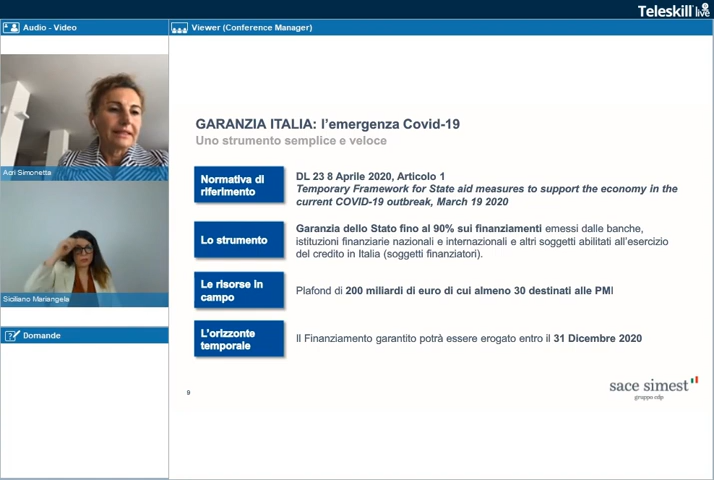 Teleskill live
Audio - Video
Viewer (Conference Manager)
Acri Simonetta
Siciliano Mariangela
Domande
GARANZIA ITALIA: l'emergenza Covid-19
Uno strumento semplice e veloce
Normativa di
riferimento
DL 23 8 Aprile 2020, Articolo 1
Temporary Framework for State aid measures to support the economy in the
current COVID-19 outbreak, March 19 2020
Lo strumento
Garanzia dello Stato fino al 90% sui finanziamenti emessi dalle banche,
istituzioni finanziarie nazionali e internazionali e altri soggetti abilitati all'esercizio
del credito in Italia (soggetti finanziatori).
Le risorse in
campo
Plafond di 200 miliardi di euro di cui almeno 30 destinati alle PMI
L'orizzonte
temporale
Il Finanziamento garantito potrà essere erogato entro il 31 Dicembre 2020
9
sace simest
gruppo cdp